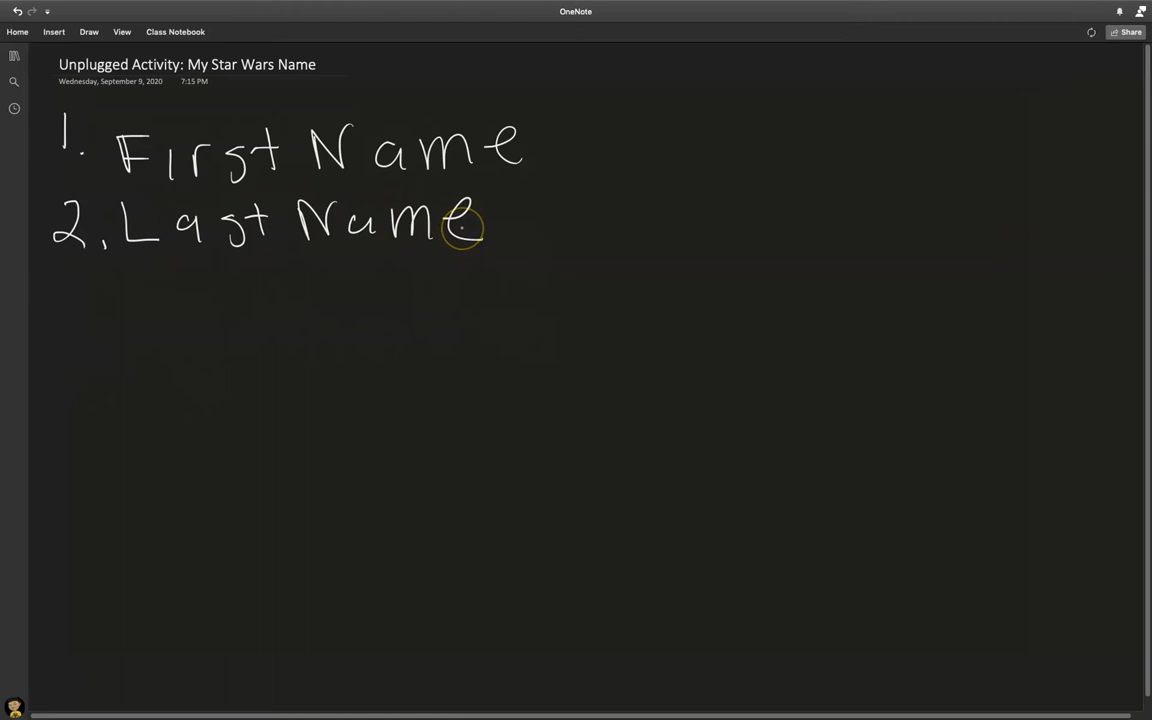 OneNote
Home Insert Draw View Class Notebook Share
Unplugged Activity: My Star Wars Name
Wednesday, September 9, 2020 7:15 PM
1. First Name
2. Last Name